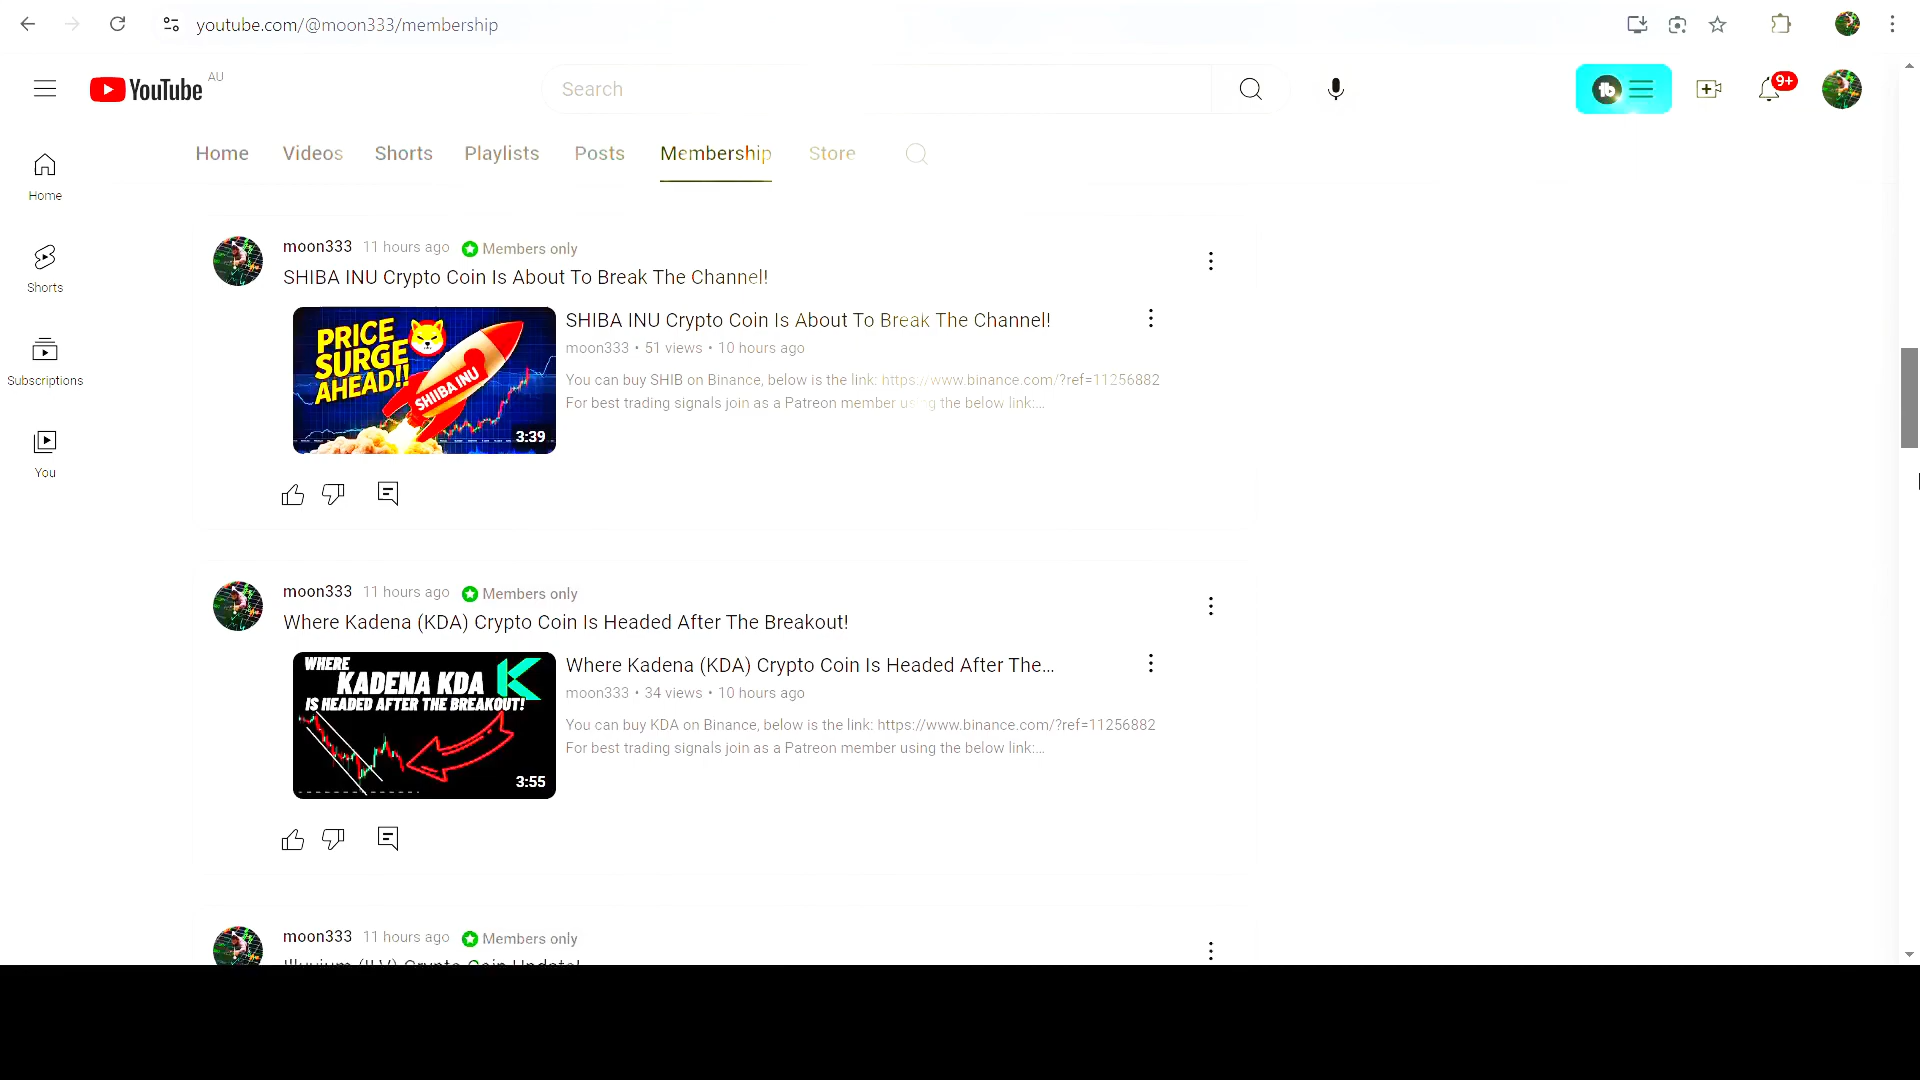 youtube.com/@moon333/membership
YouTube AU
Search
9+
Home Videos Shorts Playlists Posts Membership Store
Home
Shorts
Subscriptions
You
moon333 11 hours ago Members only
SHIBA INU Crypto Coin Is About To Break The Channel!
PRICE
SURGE
AHEAD!!
SHIIBA.INU
3:39
SHIBA INU Crypto Coin Is About To Break The Channel!
moon333 • 51 views • 10 hours ago
You can buy SHIB on Binance, below is the link: https://www.binance.com/?ref=11256882
For best trading signals join as a Patreon member using the below link:...
moon333 11 hours ago Members only
Where Kadena (KDA) Crypto Coin Is Headed After The Breakout!
WHERE
KADENA KDA
IS HEADED AFTER THE BREAKOUT!
3:55
Where Kadena (KDA) Crypto Coin Is Headed After The...
moon333 • 34 views • 10 hours ago
You can buy KDA on Binance, below is the link: https://www.binance.com/?ref=11256882
For best trading signals join as a Patreon member using the below link:...
moon333 11 hours ago Members only
Illuvium (ILV) Crypto Coin Update!